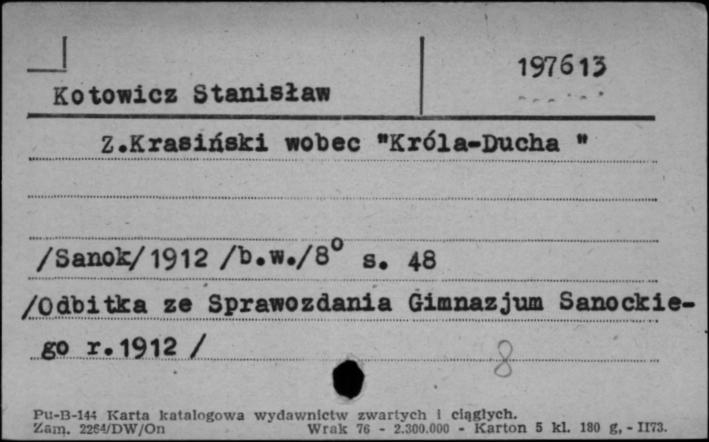 197613
Kotowicz Stanisław
Z.Krasiński wobec "Króla-Ducha "
/Sanok/ 1912 /b.w./8° s. 48
/Odbitka ze Sprawozdania Gimnazjum Sanockie-
go r.1912 /
8
Pu-B-144 Karta katalogowa wydawnictw zwartych i ciągłych.
Zam. 2264/DW/On Wrak 76 - 2.300.000 - Karton 5 kl. 180 g, - II73.